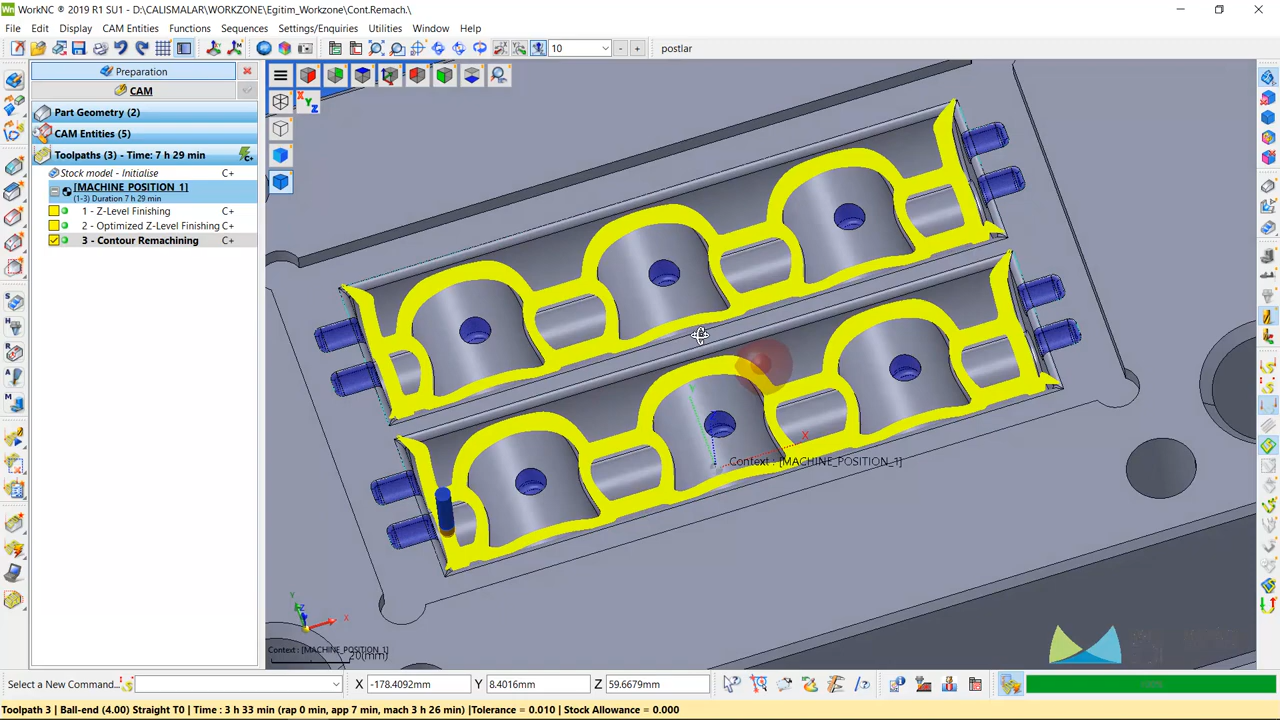 WorkNC ® 2019 R1 SU1 - D:\CALISMALAR\WORKZONE\Egitim_Workzone\Cont.Remach.\
File Edit Display CAM Entities Functions Sequences Settings/Enquiries Utilities Window Help
10 - + postlar
Preparation
CAM
Part Geometry (2)
CAM Entities (5)
Toolpaths (3) - Time: 7 h 29 min C+
Stock model - Initialise C+
[MACHINE_POSITION_1]
(1-3) Duration 7 h 29 min
1 - Z-Level Finishing C+
2 - Optimized Z-Level Finishing C+
3 - Contour Remachining C+
X
Y
Z
Y
X
Context : [MACHINE_POSITION_1]
Y
Z
X
Context : [MACHINE_POSITION_1]
20(mm)
Select a New Command... X -178.4092mm Y 8.4016mm Z 59.6679mm
Toolpath 3 | Ball-end (4.00) Straight T0 | Time : 3 h 33 min (rap 0 min, app 7 min, mach 3 h 26 min) |Tolerance = 0.010 | Stock Allowance = 0.000